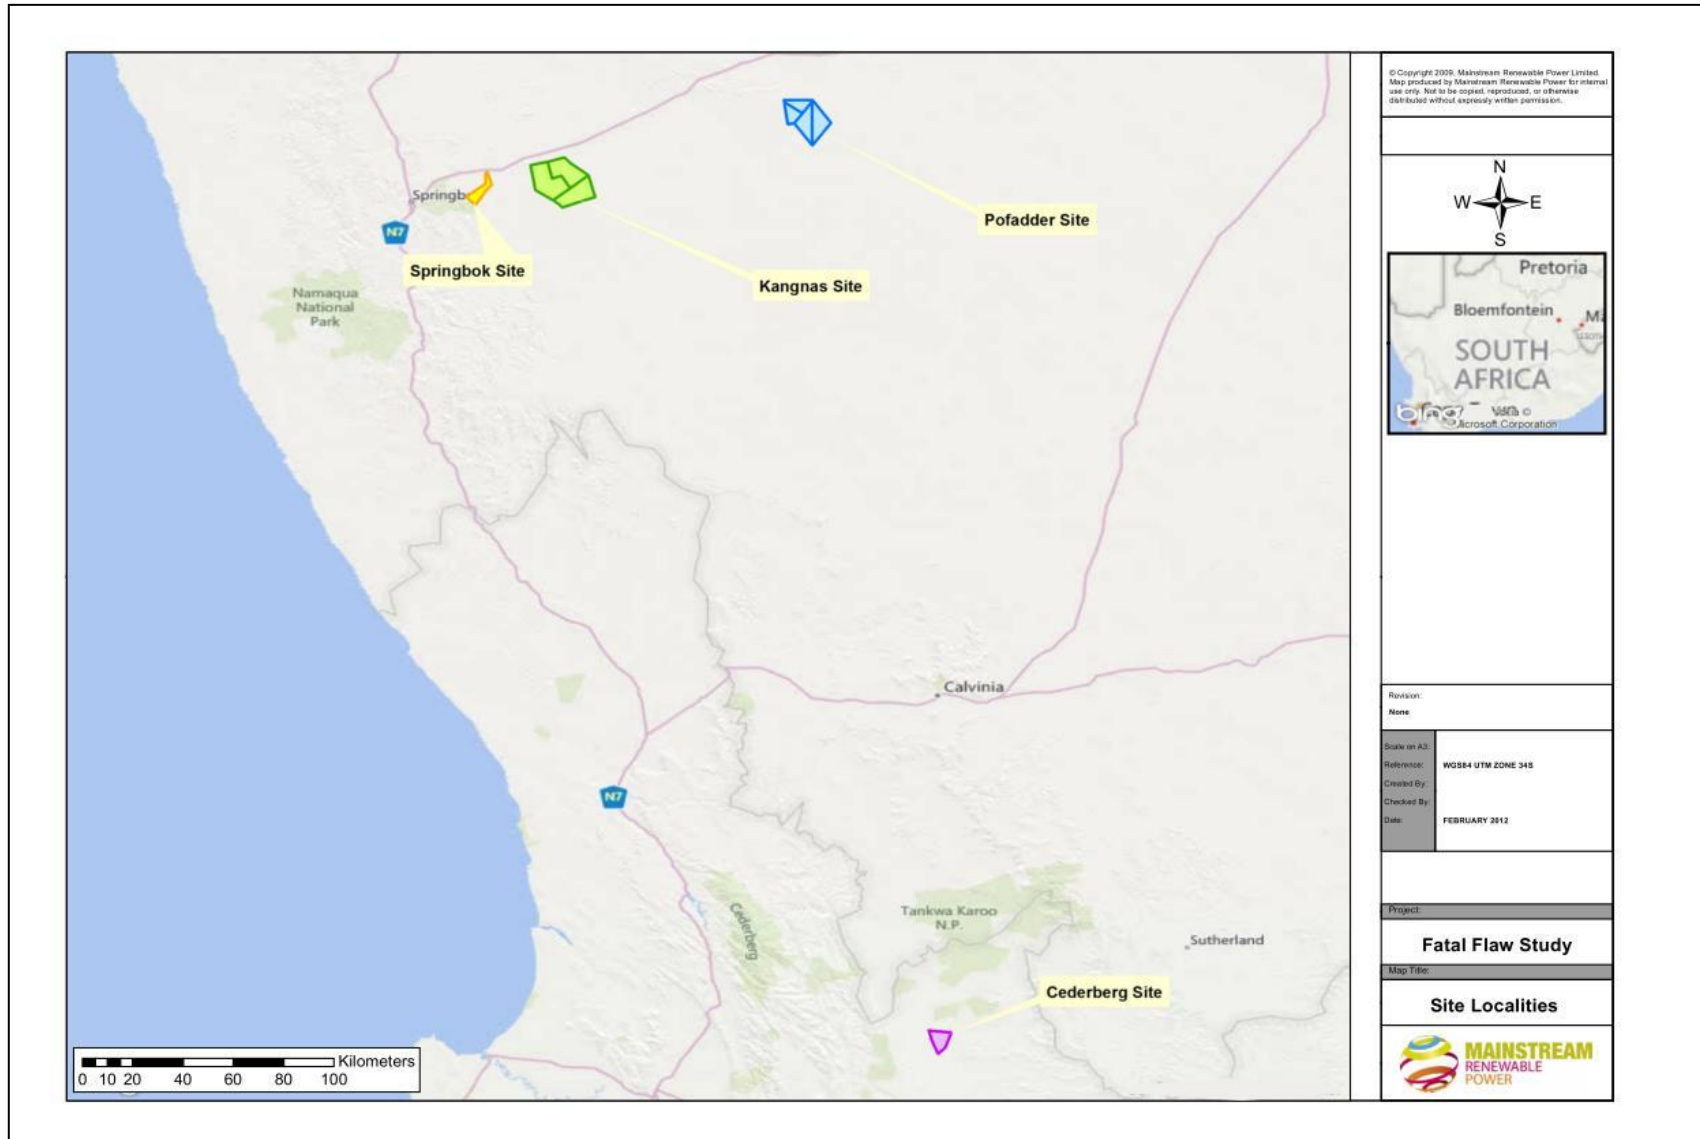 © Copyright 2009, Mainstream Renewable Power Limited.
Map produced by Mainstream Renewable Power for internal
use only. Not to be copied, reproduced, or otherwise
distributed without expressly written permission.
N
W
E
S
Pretoria
Bloemfontein
SOUTH
AFRICA
bing
Microsoft Corporation
Springb
N7
Springbok Site
Kangnas Site
Pofadder Site
Namaqua
National
Park
Calvinia
N7
Cederberg
Tankwa Karoo
N.P.
Sutherland
Cederberg Site
Kilometers
0 10 20 40 60 80 100
Revision:
None
Scale on A3:
Reference: WGS84 UTM ZONE 34S
Created By:
Checked By:
Date: FEBRUARY 2012
Project:
Fatal Flaw Study
Map Title:
Site Localities
MAINSTREAM
RENEWABLE
POWER